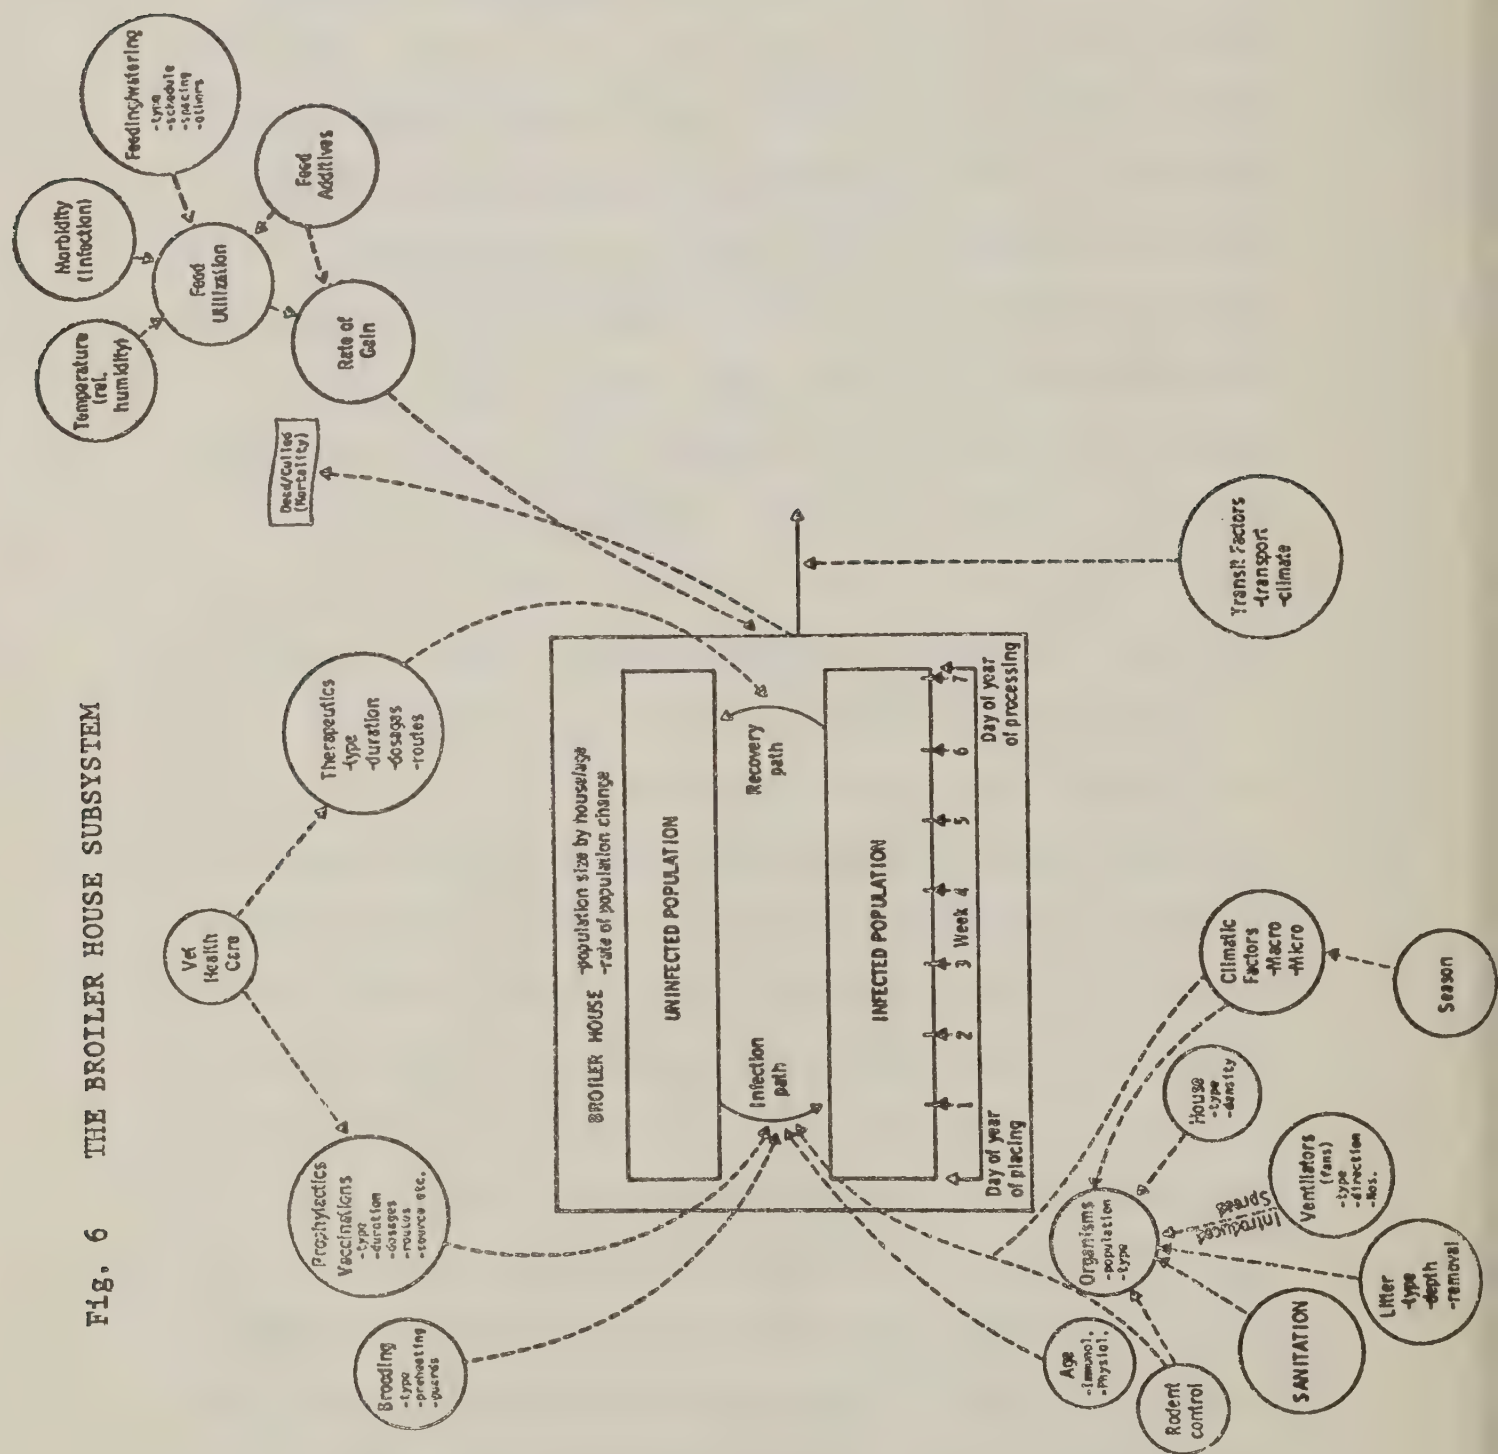 Fig. 6 THE BROILER HOUSE SUBSYSTEM
Vet
Health
Care
Brooding
-type
-preheating
-guards
Prophylactics
Vaccinations
-type
-duration
-dosages
-routes
-source etc.
Therapeutics
-type
-duration
-dosages
-routes
Dead/Culled
(Mortality)
Temperature
(rel.
humidity)
Morbidity
(Infection)
Feeding/watering
-type
-schedule
-spacing
-others
Feed
Utilization
Feed
Additives
Rate of
Gain
BROILER HOUSE -population size by house/age
-rate of population change
UNINFECTED POPULATION
Infection
path
Recovery
path
INFECTED POPULATION
1 2 3 Week 4 5 6 7
Day of year
of placing
Day of year
of processing
Age
-Immunol.
-Physiol.
Rodent
control
Organisms
-population
-type
House
-type
-density
Climatic
Factors
-Macro
-Micro
Season
Introduced
Spread
Ventilators
(fans)
-type
-direction
-Nos.
SANITATION
Litter
-type
-depth
-removal
Transit Factors
-transport
-climate